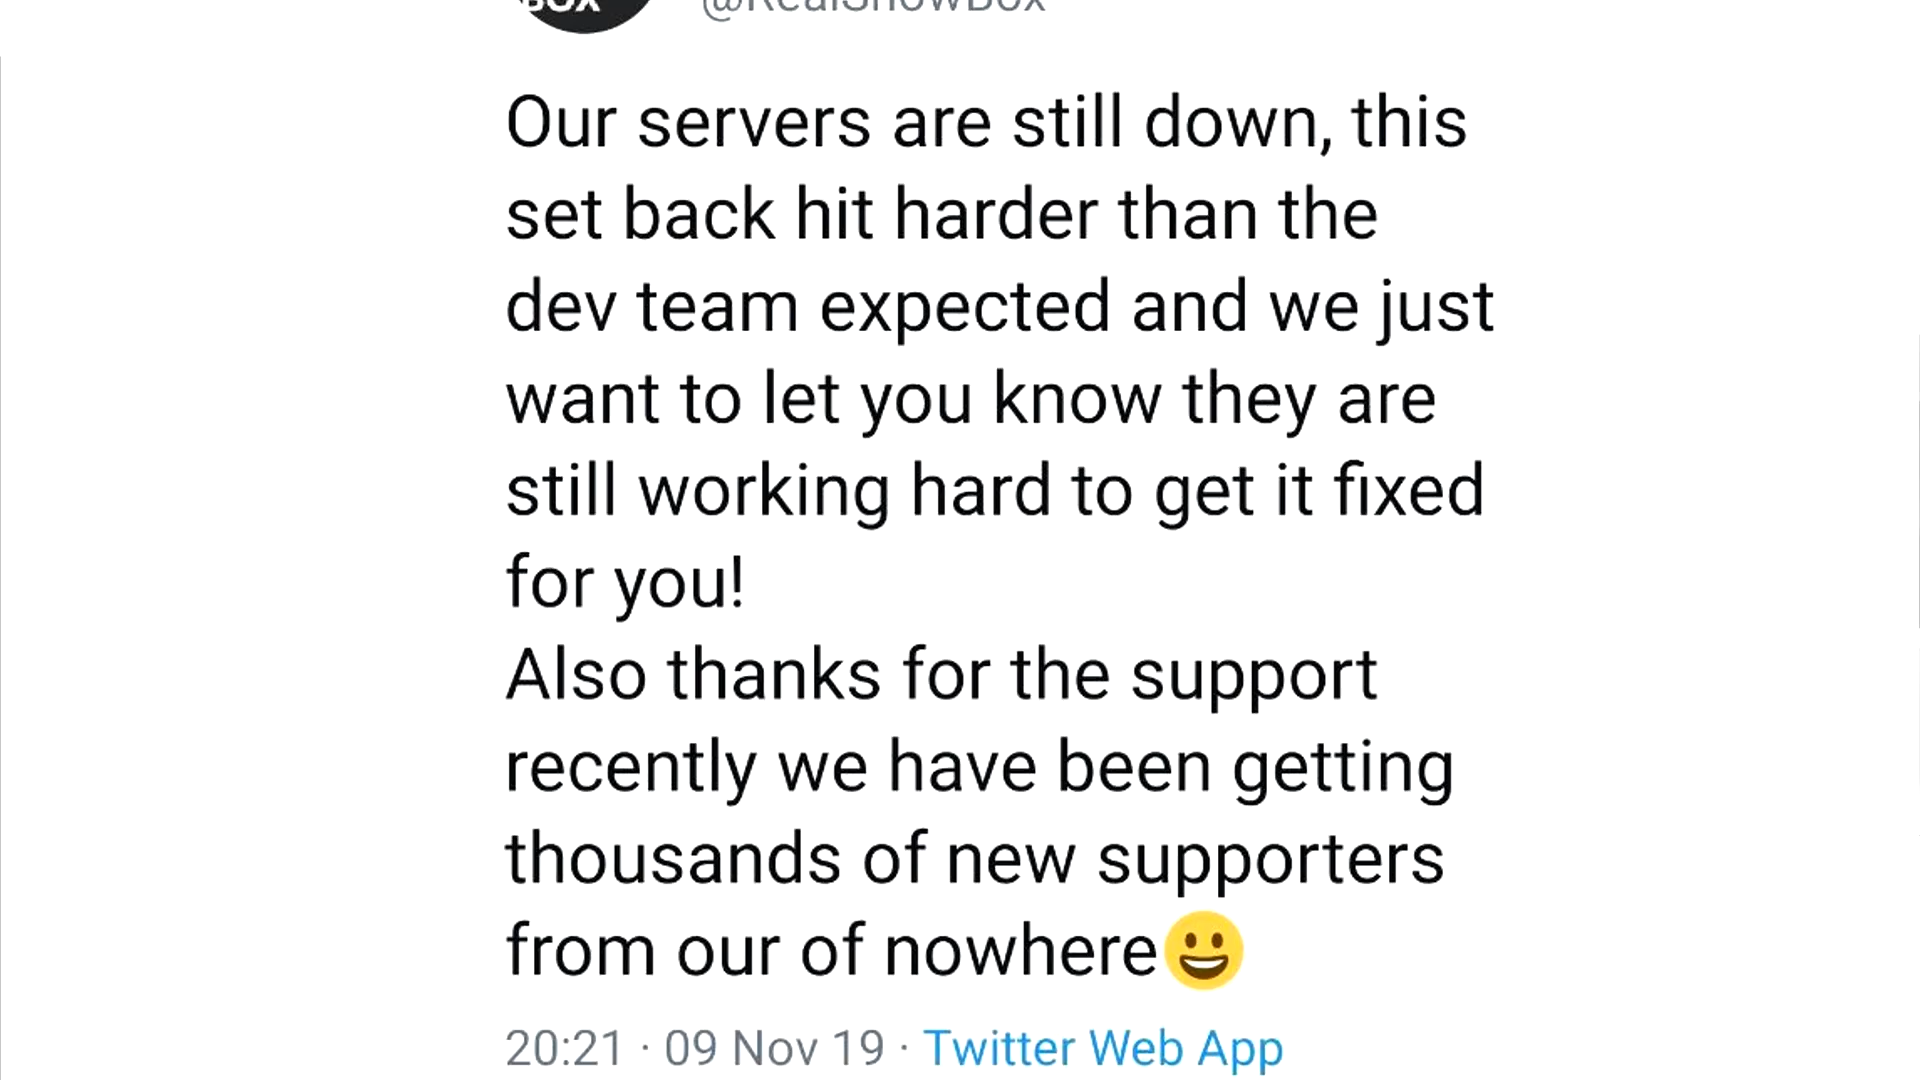 BOX @RealShowBox
Our servers are still down, this
set back hit harder than the
dev team expected and we just
want to let you know they are
still working hard to get it fixed
for you!
Also thanks for the support
recently we have been getting
thousands of new supporters
from our of nowhere😀
20:21 · 09 Nov 19 · Twitter Web App